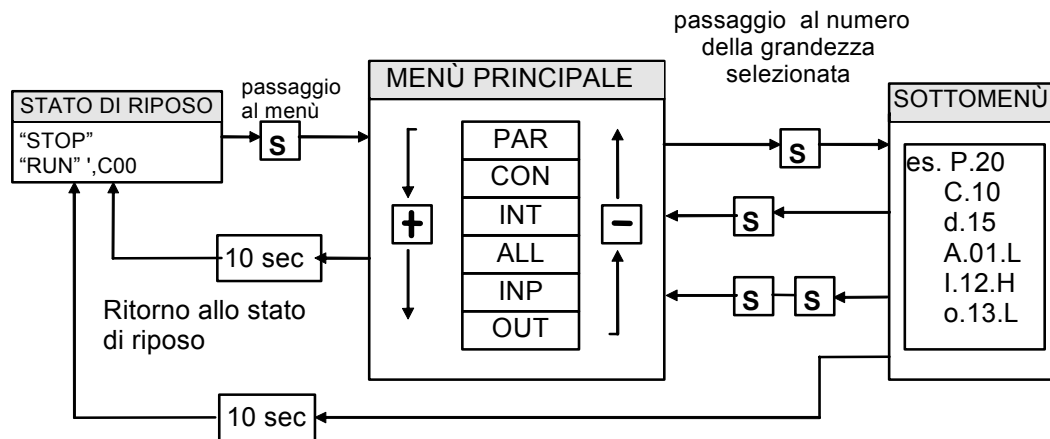 passaggio al numero
della grandezza
selezionata
STATO DI RIPOSO
“STOP”
“RUN” ',C00
passaggio
al menù
S
MENÙ PRINCIPALE
+
PAR
CON
INT
ALL
INP
OUT
-
S
S
S S
SOTTOMENÙ
es. P.20
C.10
d.15
A.01.L
I.12.H
o.13.L
10 sec
Ritorno allo stato
di riposo
10 sec